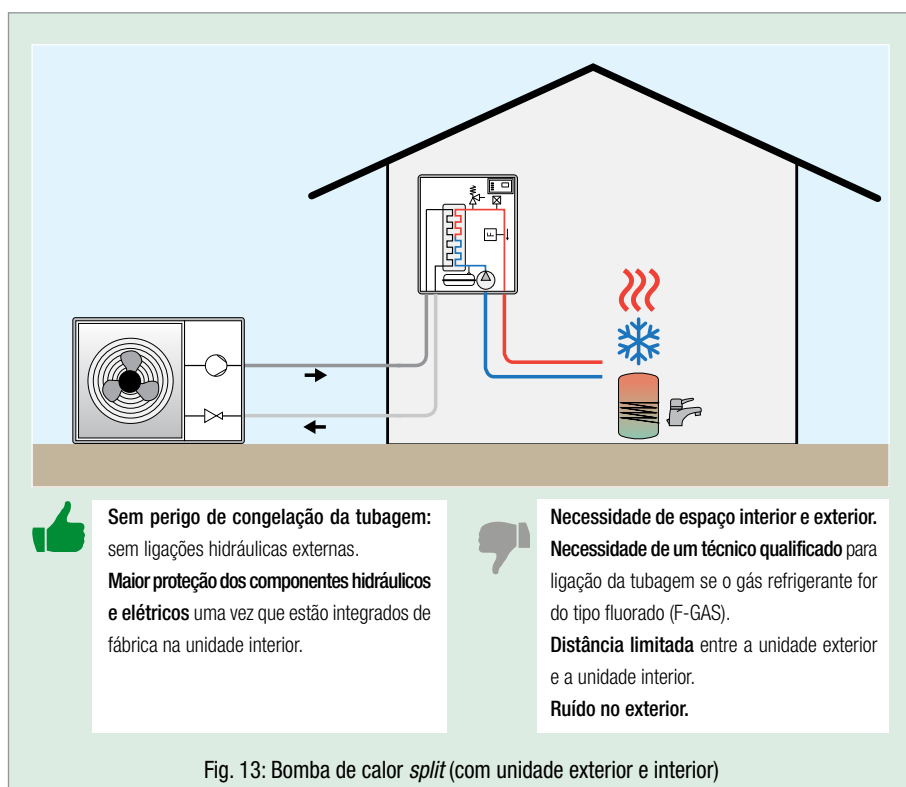 F
Sem perigo de congelação da tubagem:
sem ligações hidráulicas externas.
Maior proteção dos componentes hidráulicos
e elétricos uma vez que estão integrados de
fábrica na unidade interior.
Necessidade de espaço interior e exterior.
Necessidade de um técnico qualificado para
ligação da tubagem se o gás refrigerante for
do tipo fluorado (F-GAS).
Distância limitada entre a unidade exterior
e a unidade interior.
Ruído no exterior.
Fig. 13: Bomba de calor split (com unidade exterior e interior)